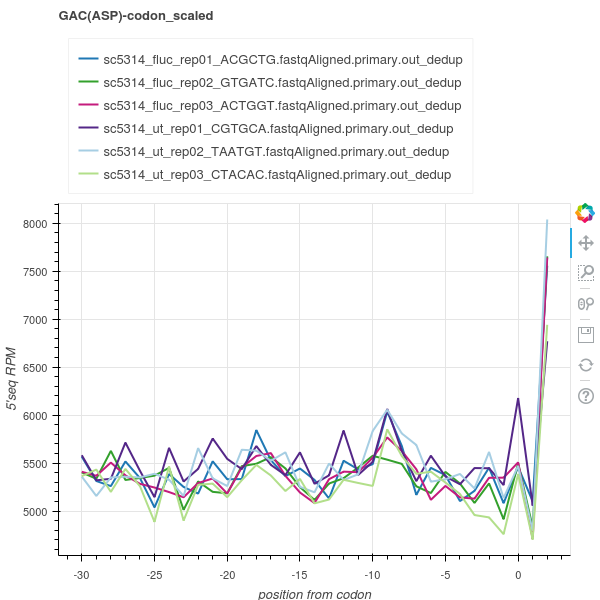 GAC(ASP)-codon_scaled
sc5314_fluc_rep01_ACGCTG.fastqAligned.primary.out_dedup
sc5314_fluc_rep02_GTGATC.fastqAligned.primary.out_dedup
sc5314_fluc_rep03_ACTGGT.fastqAligned.primary.out_dedup
sc5314_ut_rep01_CGTGCA.fastqAligned.primary.out_dedup
sc5314_ut_rep02_TAATGT.fastqAligned.primary.out_dedup
sc5314_ut_rep03_CTACAC.fastqAligned.primary.out_dedup
8000
7500
7000
6500
6000
5500
5000
5'seq RPM
-30 -25 -20 -15 -10 -5 0
position from codon